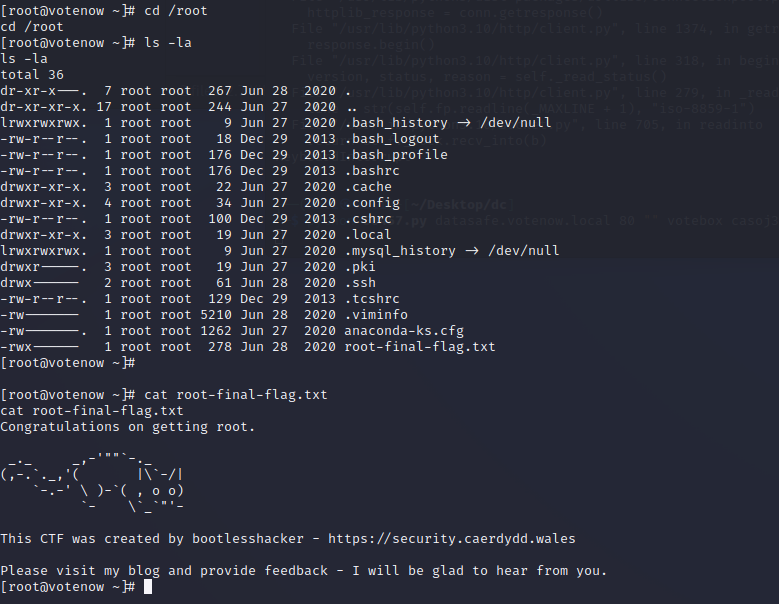 [root@votenow ~]# cd /root
cd /root
[root@votenow ~]# ls -la
ls -la
total 36
dr-xr-x---.  7 root root  267 Jun 28  2020 .
dr-xr-xr-x. 17 root root  244 Jun 27  2020 ..
lrwxrwxrwx.  1 root root    9 Jun 27  2020 .bash_history -> /dev/null
-rw-r--r--.  1 root root   18 Dec 29  2013 .bash_logout
-rw-r--r--.  1 root root  176 Dec 29  2013 .bash_profile
-rw-r--r--.  1 root root  176 Dec 29  2013 .bashrc
drwxr-xr-x.  3 root root   22 Jun 27  2020 .cache
drwxr-xr-x.  4 root root   34 Jun 27  2020 .config
-rw-r--r--.  1 root root  100 Dec 29  2013 .cshrc
drwxr-xr-x.  3 root root   19 Jun 27  2020 .local
lrwxrwxrwx.  1 root root    9 Jun 27  2020 .mysql_history -> /dev/null
drwxr-----.  3 root root   19 Jun 27  2020 .pki
drwx------   2 root root   61 Jun 28  2020 .ssh
-rw-r--r--.  1 root root  129 Dec 29  2013 .tcshrc
-rw-------   1 root root 5210 Jun 28  2020 .viminfo
-rw-------.  1 root root 1262 Jun 27  2020 anaconda-ks.cfg
-rwx------   1 root root  278 Jun 28  2020 root-final-flag.txt
[root@votenow ~]#
[root@votenow ~]# cat root-final-flag.txt
cat root-final-flag.txt
Congratulations on getting root.
 _._     _,-'""`-._
(,-.`._,'(       |\`-/|
    `-.-' \ )-`( , o o)
          `-    \`_`"'-
This CTF was created by bootlesshacker - https://security.caerdydd.wales
Please visit my blog and provide feedback - I will be glad to hear from you.
[root@votenow ~]#